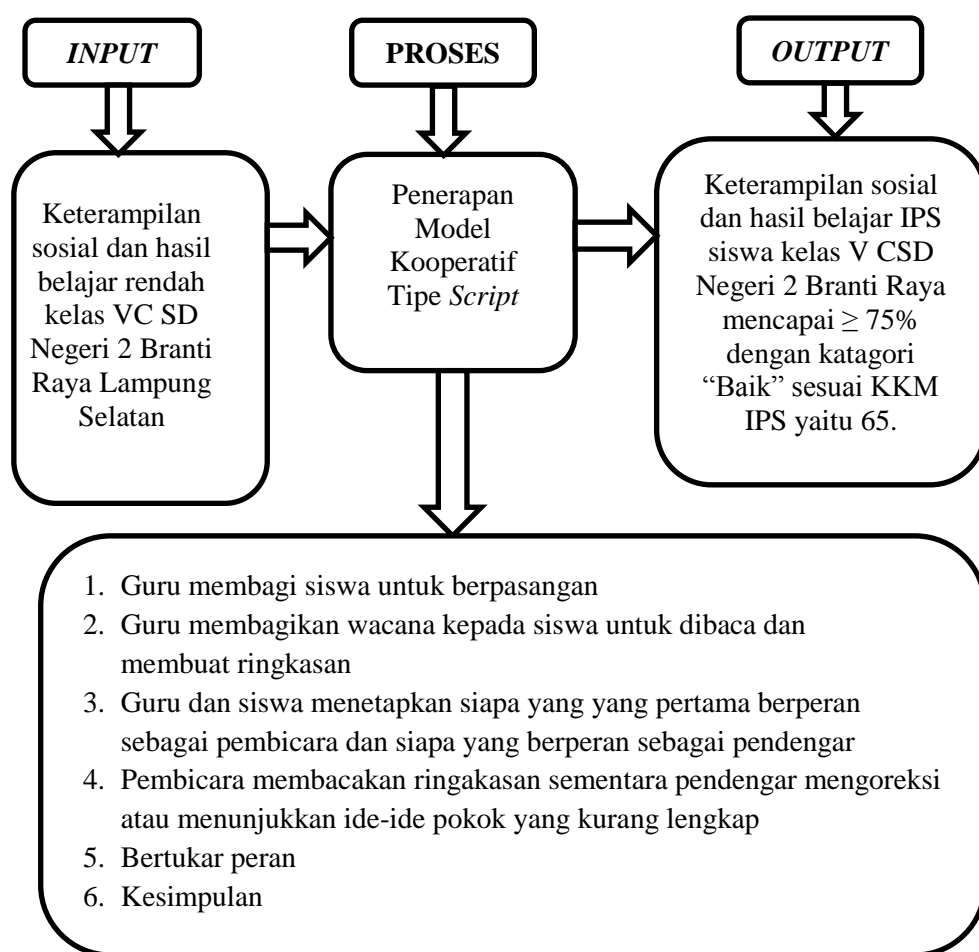 INPUT
PROSES
OUTPUT
Keterampilan
sosial dan hasil
belajar rendah
kelas VC SD
Negeri 2 Branti
Raya Lampung
Selatan
Penerapan
Model
Kooperatif
Tipe Script
Keterampilan sosial
dan hasil belajar IPS
siswa kelas V CSD
Negeri 2 Branti Raya
mencapai ≥ 75%
dengan katagori
“Baik” sesuai KKM
IPS yaitu 65.
1. Guru membagi siswa untuk berpasangan
2. Guru membagikan wacana kepada siswa untuk dibaca dan
membuat ringkasan
3. Guru dan siswa menetapkan siapa yang yang pertama berperan
sebagai pembicara dan siapa yang berperan sebagai pendengar
4. Pembicara membacakan ringakasan sementara pendengar mengoreksi
atau menunjukkan ide-ide pokok yang kurang lengkap
5. Bertukar peran
6. Kesimpulan